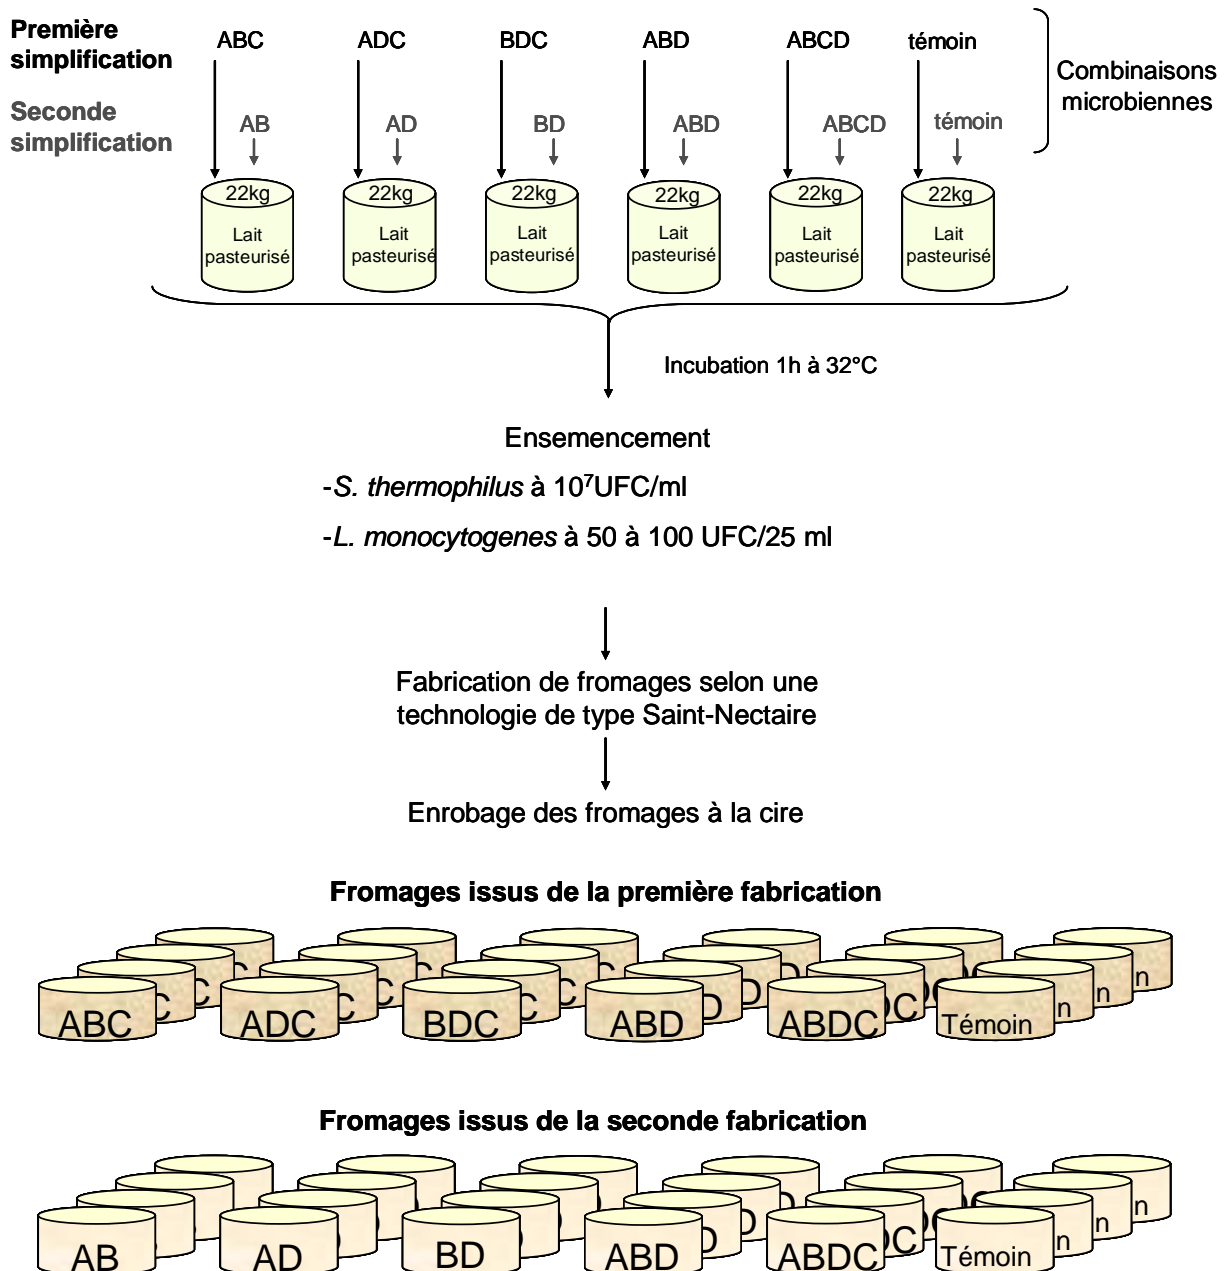 Première
simplification
ABC
ADC
BDC
ABD
ABCD
témoin
Combinaisons
microbiennes
Seconde
simplification
AB
AD
BD
ABD
ABCD
témoin
22kg
22kg
22kg
22kg
22kg
22kg
Lait
pasteurisé
Lait
pasteurisé
Lait
pasteurisé
Lait
pasteurisé
Lait
pasteurisé
Lait
pasteurisé
Incubation 1h à 32°C
Ensemencement
-S. thermophilus à 10⁷UFC/ml
-L. monocytogenes à 50 à 100 UFC/25 ml
Fabrication de fromages selon une
technologie de type Saint-Nectaire
Enrobage des fromages à la cire
Fromages issus de la première fabrication
ABC
ADC
BDC
ABD
ABDC
Témoin
Fromages issus de la seconde fabrication
AB
AD
BD
ABD
ABDC
Témoin